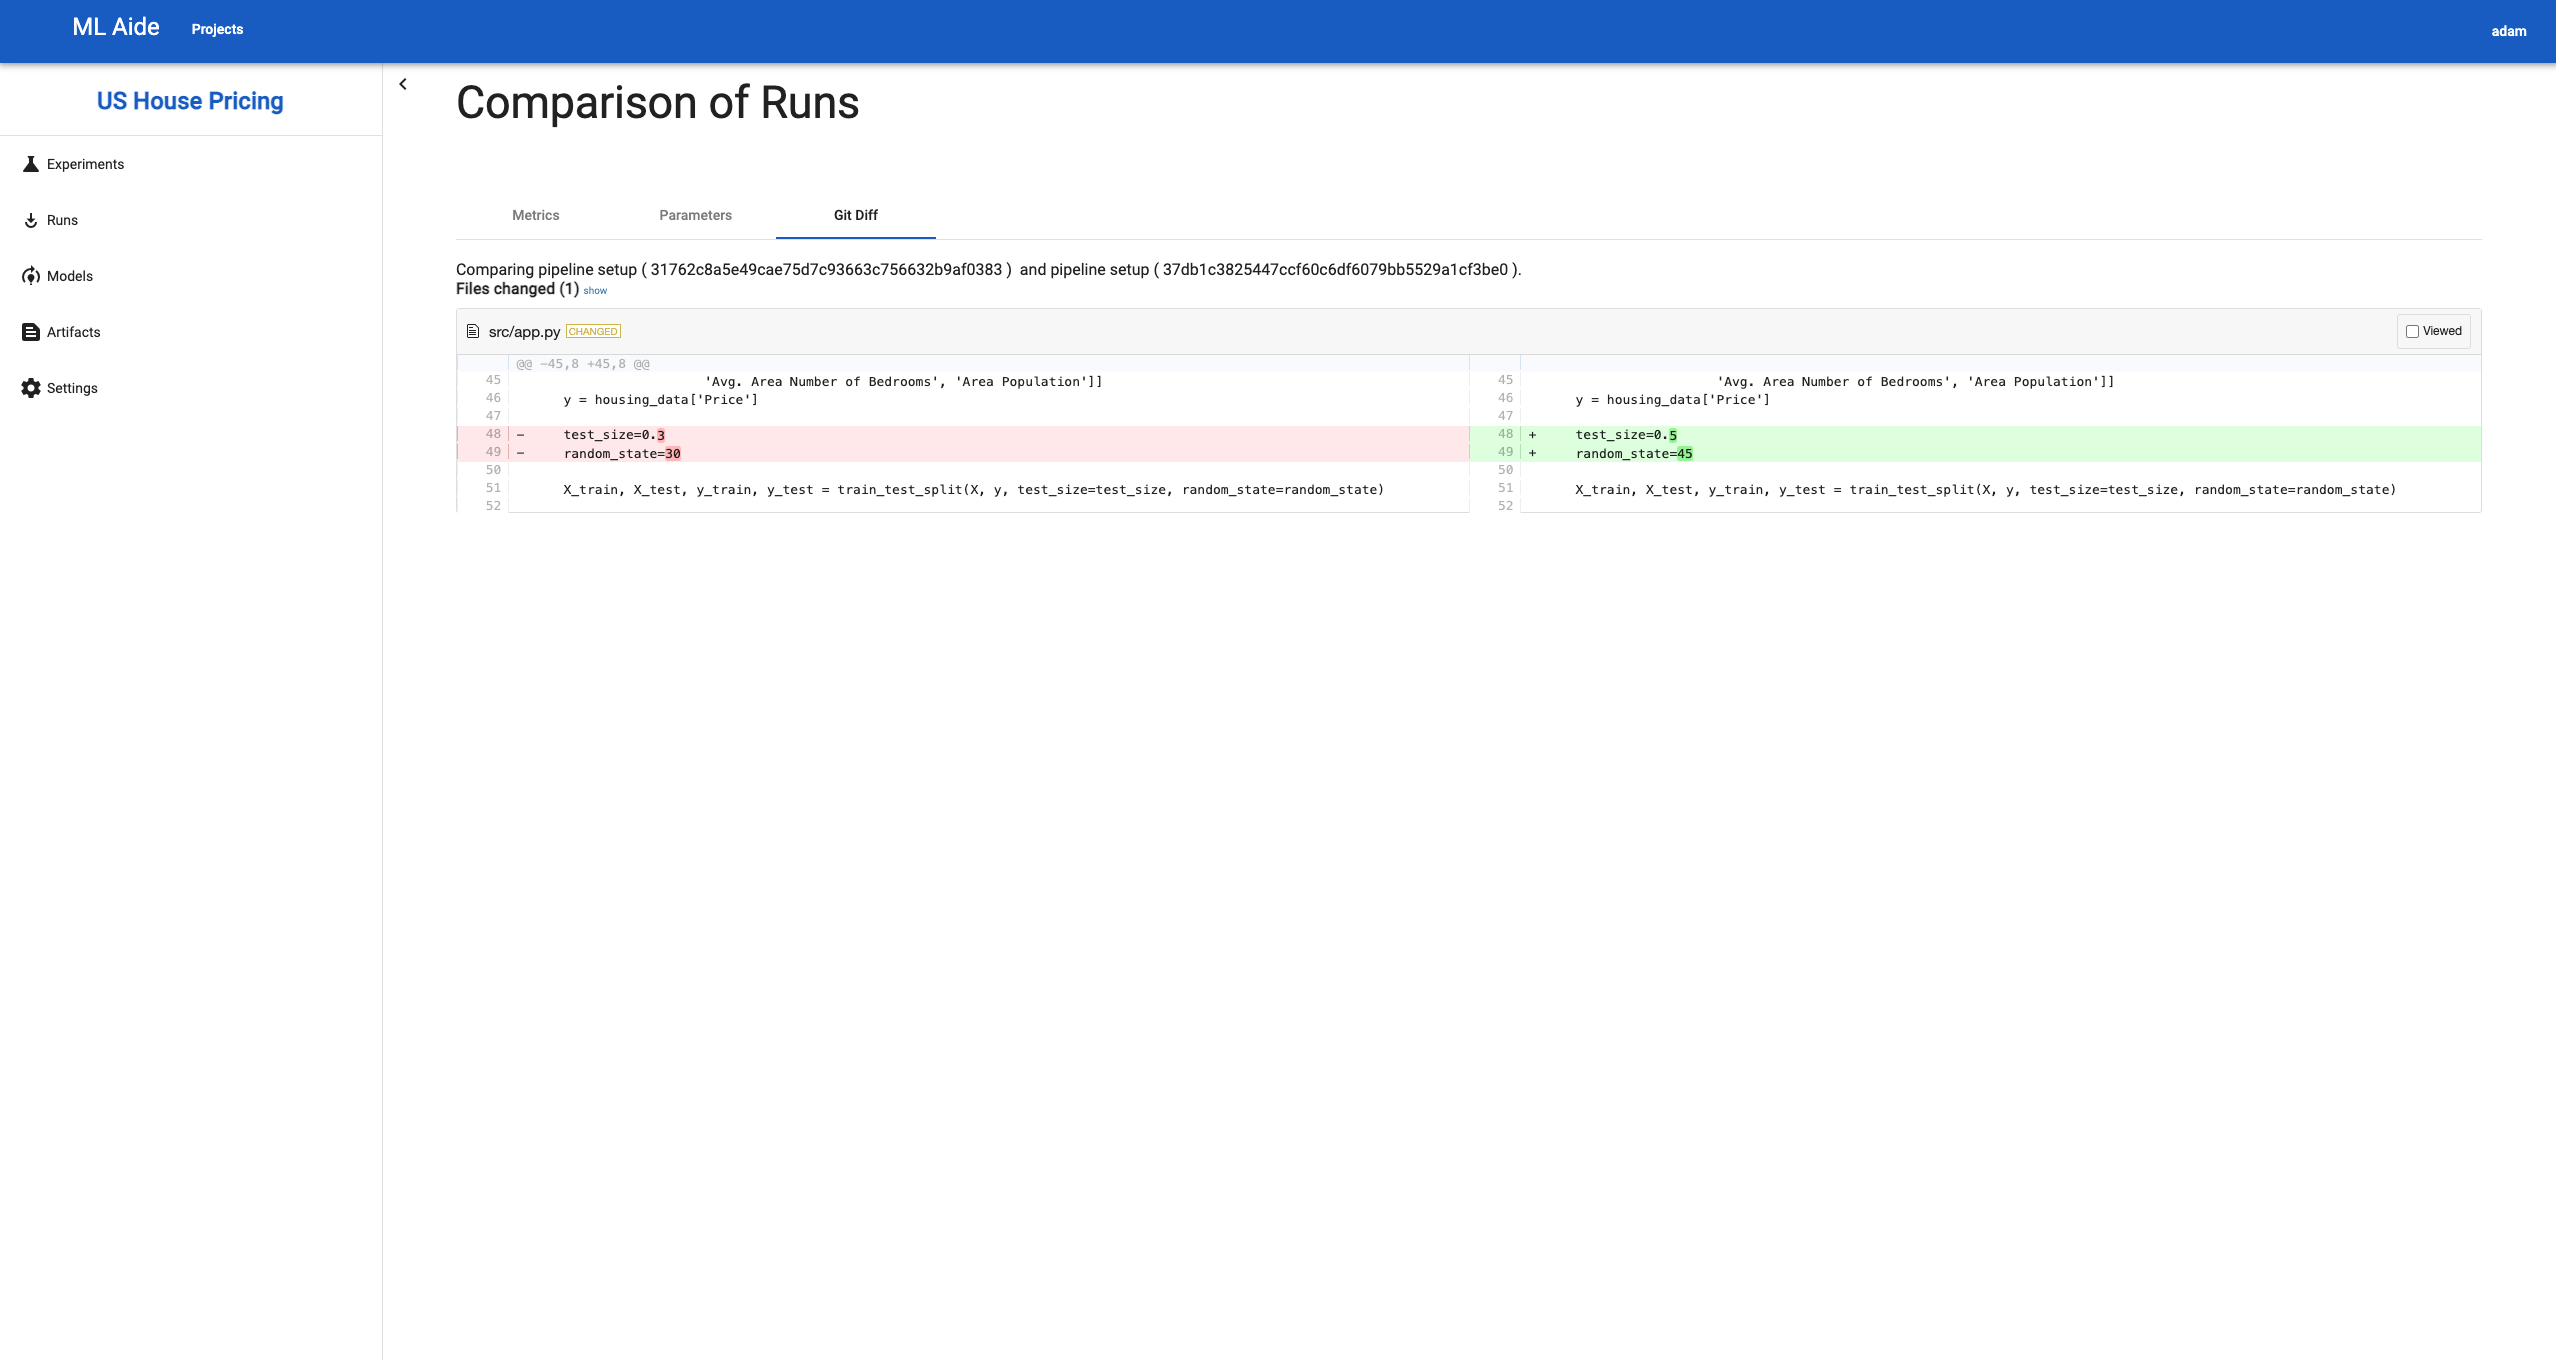 ML Aide Projects adam
US House Pricing
Experiments
Runs
Models
Artifacts
Settings
Comparison of Runs
Metrics Parameters Git Diff
Comparing pipeline setup ( 31762c8a5e49cae75d7c93663c756632b9af0383 )  and pipeline setup ( 37db1c3825447ccf60c6df6079bb5529a1cf3be0 ).
Files changed (1) show
src/app.py CHANGED Viewed
@@ -45,8 +45,8 @@
45 'Avg. Area Number of Bedrooms', 'Area Population']]
46 y = housing_data['Price']
47
48 - test_size=0.3
49 - random_state=30
50
51 X_train, X_test, y_train, y_test = train_test_split(X, y, test_size=test_size, random_state=random_state)
52
45 'Avg. Area Number of Bedrooms', 'Area Population']]
46 y = housing_data['Price']
47
48 + test_size=0.5
49 + random_state=45
50
51 X_train, X_test, y_train, y_test = train_test_split(X, y, test_size=test_size, random_state=random_state)
52